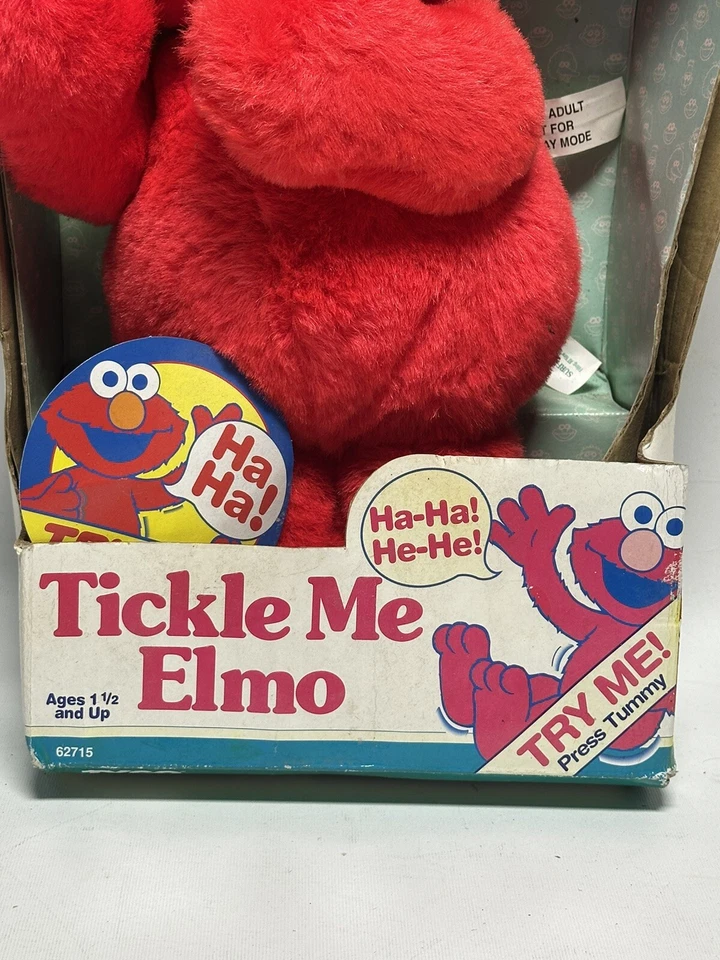 ADULT
FOR
MODE
Ha
Ha!
Ha-Ha!
He-He!
Tickle Me
Elmo
Ages 1 1/2
and Up
TRY ME!
Press Tummy
62715